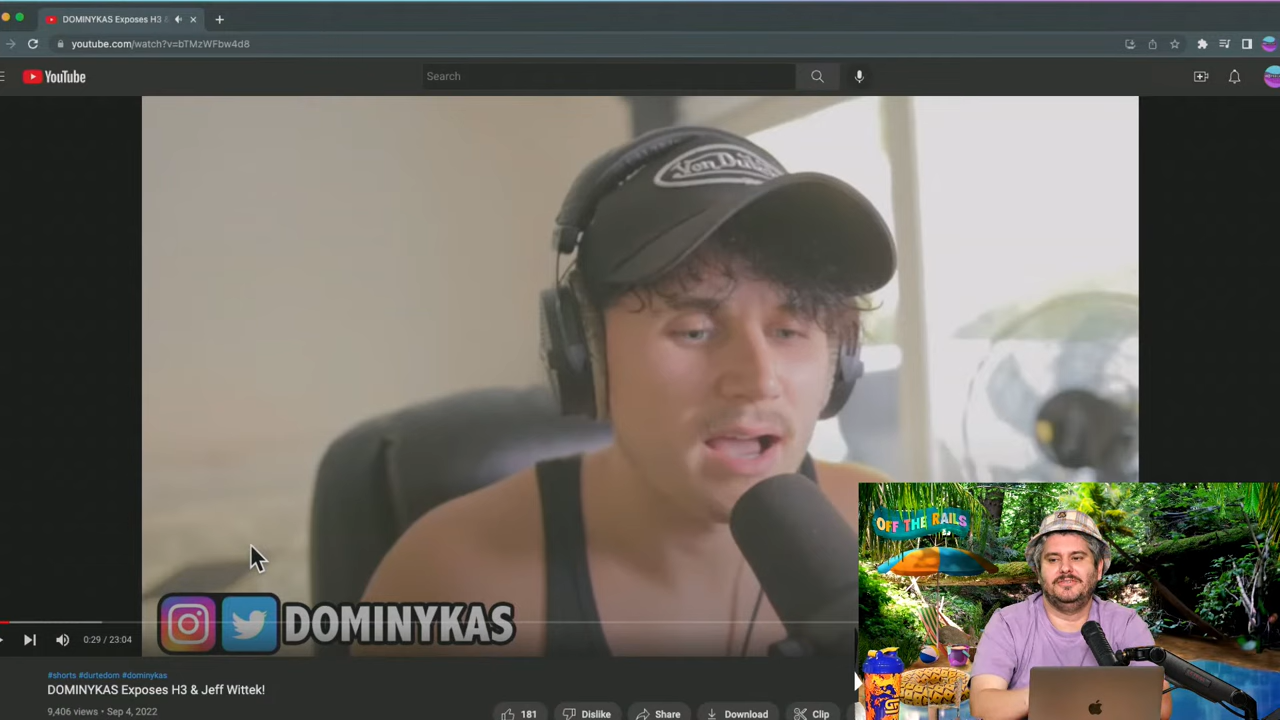 DOMINYKAS Exposes H3 &
youtube.com/watch?v=bTMzWFbw4d8
YouTube
Search
Von Dutch
OFF THE RAILS
DOMINYKAS
0:29 / 23:04
#shorts #durtedom #dominykas
DOMINYKAS Exposes H3 & Jeff Wittek!
9,406 views • Sep 4, 2022
181
Dislike
Share
Download
Clip